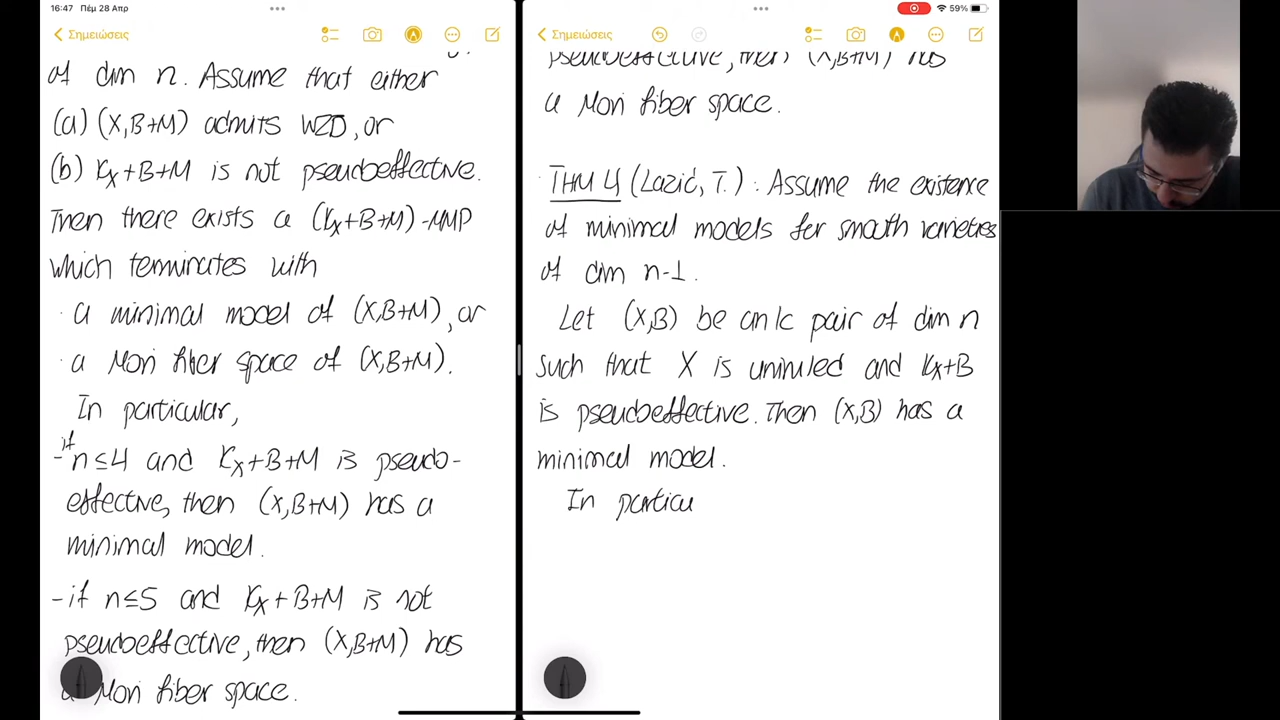 16:47 Πέμ 28 Απρ
59%
Σημειώσεις
of dim n. Assume that either
(a) (X,B+M) admits WZD, or
(b) K_X+B+M is not pseudoeffective.
Then there exists a (K_X+B+M)-MMP
which terminates with
· a minimal model of (X,B+M), or
· a Mori fiber space of (X,B+M).
In particular,
- if n≤4 and K_X+B+M is pseudo-
effective, then (X,B+M) has a
minimal model.
- if n≤5 and K_X+B+M is not
pseudoeffective, then (X,B+M) has
a Mori fiber space.
Σημειώσεις
pseudoeffective, then (X,B+M) has
a Mori fiber space.
THM 4 (Lazić, T.) : Assume the existence
of minimal models for smooth varieties
of dim n-1.
Let (X,B) be an lc pair of dim n
such that X is uniruled and K_X+B
is pseudoeffective. Then (X,B) has a
minimal model.
In particu